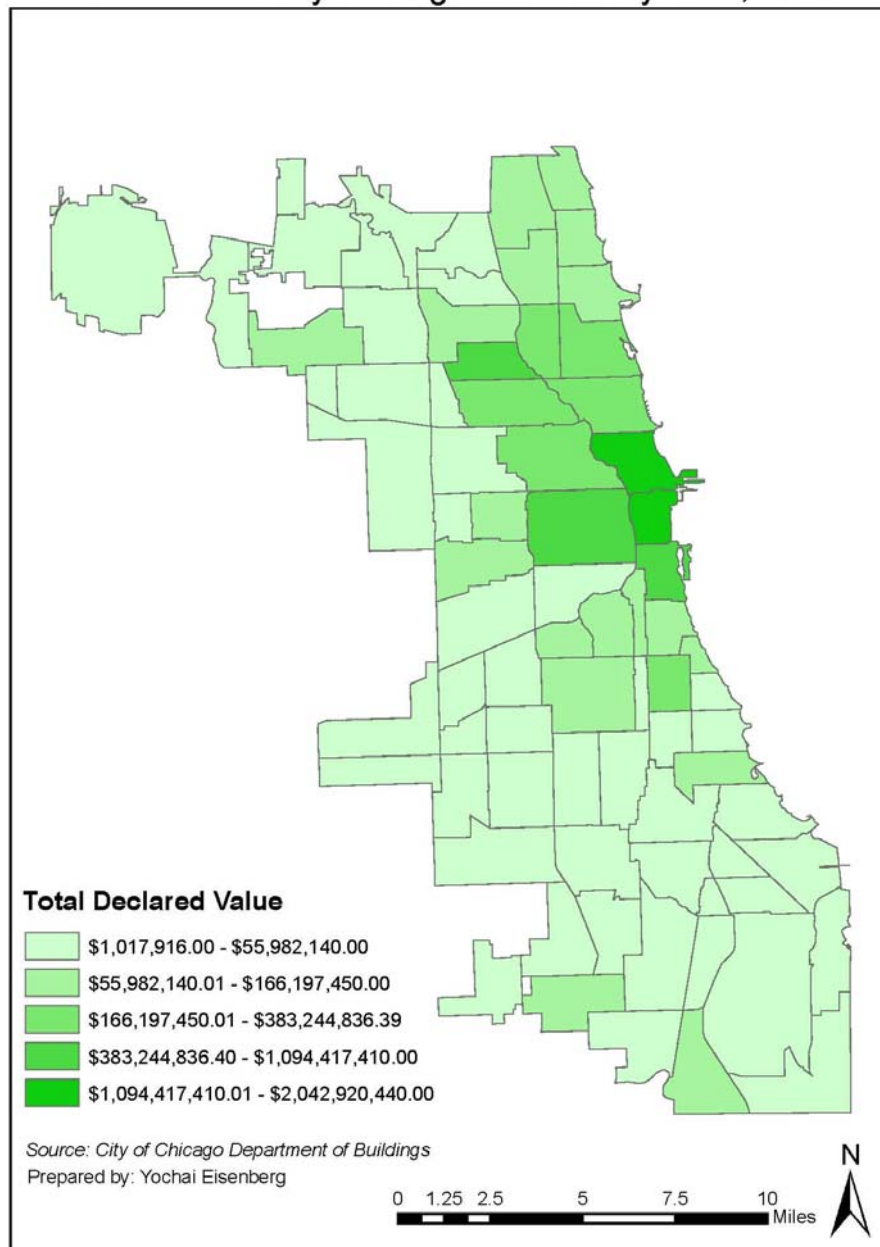 Total Declared Value
$1,017,916.00 - $55,982,140.00
$55,982,140.01 - $166,197,450.00
$166,197,450.01 - $383,244,836.39
$383,244,836.40 - $1,094,417,410.00
$1,094,417,410.01 - $2,042,920,440.00
Source: City of Chicago Department of Buildings
Prepared by: Yochai Eisenberg
N
0 1.25 2.5 5 7.5 10
Miles